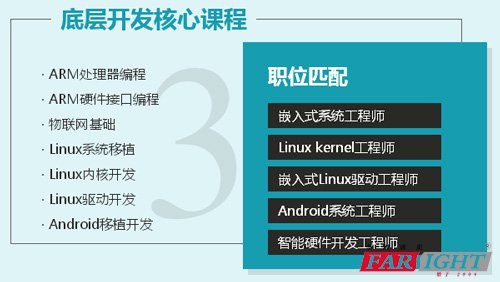 底层开发核心课程
· ARM处理器编程
· ARM硬件接口编程
· 物联网基础
· Linux系统移植
· Linux内核开发
· Linux驱动开发
· Android移植开发
3
职位匹配
嵌入式系统工程师
Linux kernel工程师
嵌入式Linux驱动工程师
Android系统工程师
智能硬件开发工程师
FARSIGHT
始于2004